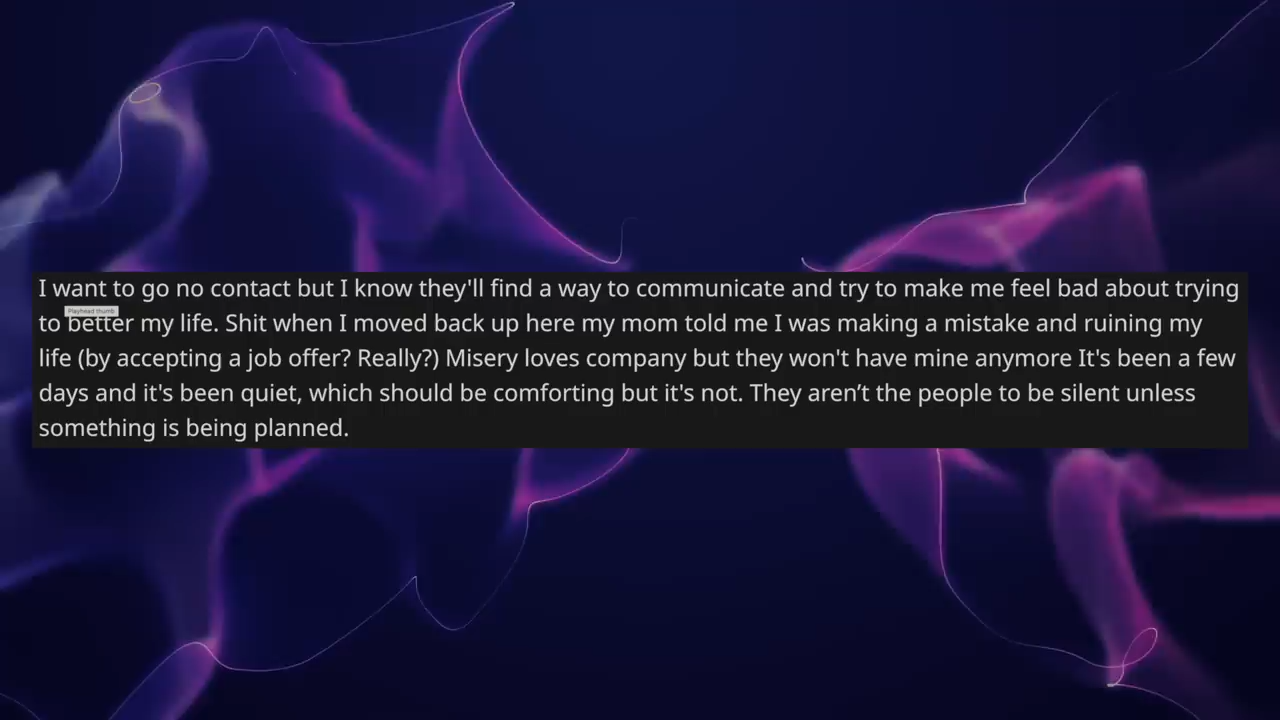 I want to go no contact but I know they'll find a way to communicate and try to make me feel bad about trying
to better my life. Shit when I moved back up here my mom told me I was making a mistake and ruining my
life (by accepting a job offer? Really?) Misery loves company but they won't have mine anymore It's been a few
days and it's been quiet, which should be comforting but it's not. They aren’t the people to be silent unless
something is being planned.
Playhead thumb